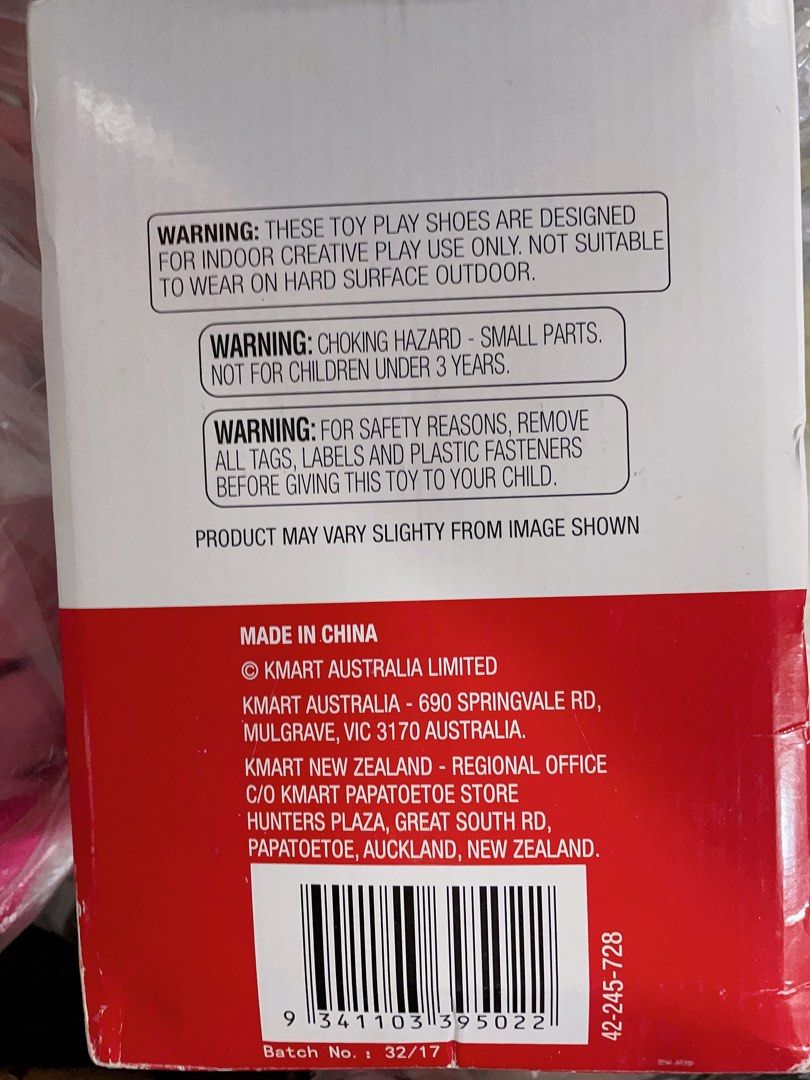 WARNING: THESE TOY PLAY SHOES ARE DESIGNED
FOR INDOOR CREATIVE PLAY USE ONLY. NOT SUITABLE
TO WEAR ON HARD SURFACE OUTDOOR.
WARNING: CHOKING HAZARD - SMALL PARTS.
NOT FOR CHILDREN UNDER 3 YEARS.
WARNING: FOR SAFETY REASONS, REMOVE
ALL TAGS, LABELS AND PLASTIC FASTENERS
BEFORE GIVING THIS TOY TO YOUR CHILD.
PRODUCT MAY VARY SLIGHTY FROM IMAGE SHOWN
MADE IN CHINA
© KMART AUSTRALIA LIMITED
KMART AUSTRALIA - 690 SPRINGVALE RD,
MULGRAVE, VIC 3170 AUSTRALIA.
KMART NEW ZEALAND - REGIONAL OFFICE
C/O KMART PAPATOETOE STORE
HUNTERS PLAZA, GREAT SOUTH RD,
PAPATOETOE, AUCKLAND, NEW ZEALAND.
9 341103 395022
42-245-728
Batch No. : 32/17